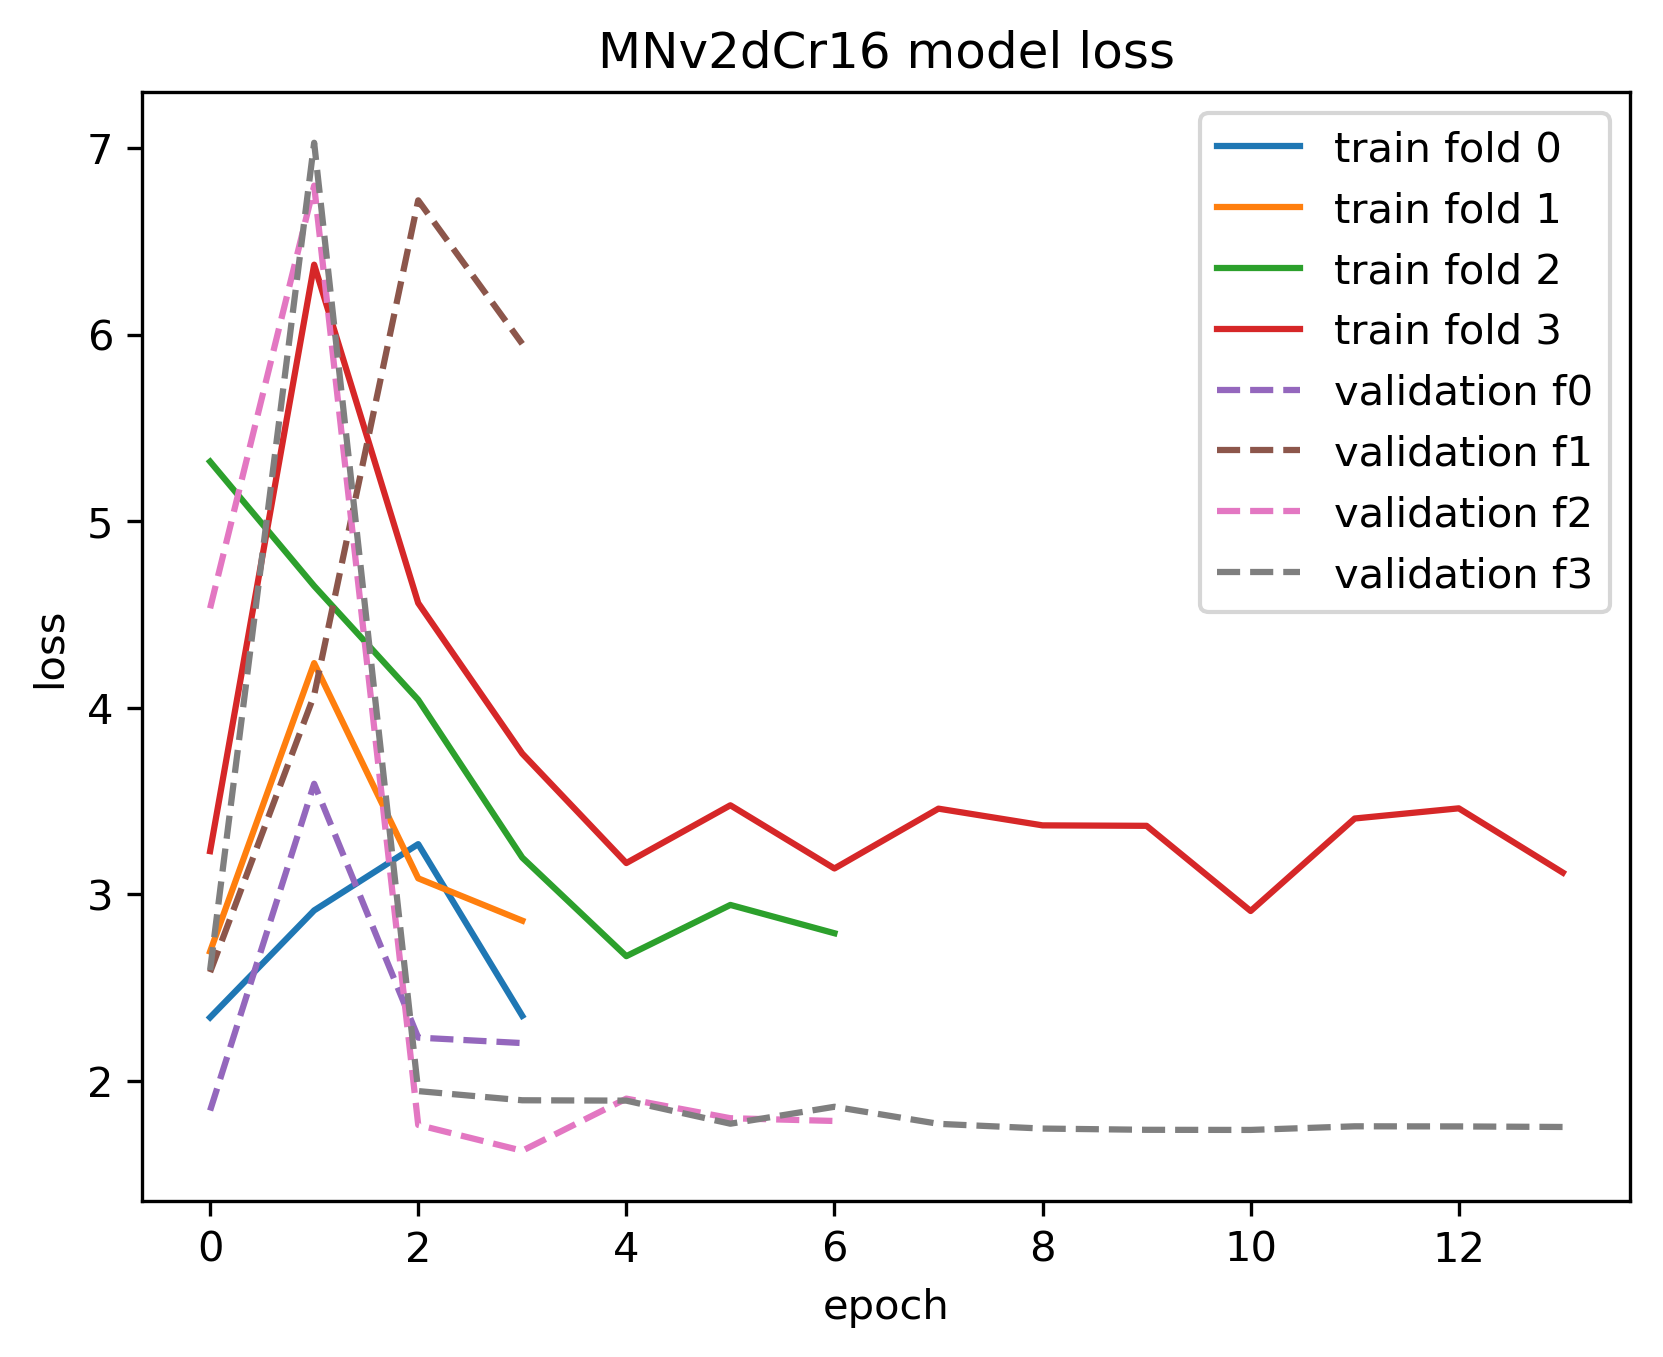 MNv2dCr16 model loss
7
6
5
4
3
2
loss
train fold 0
train fold 1
train fold 2
train fold 3
validation f0
validation f1
validation f2
validation f3
0 2 4 6 8 10 12
epoch